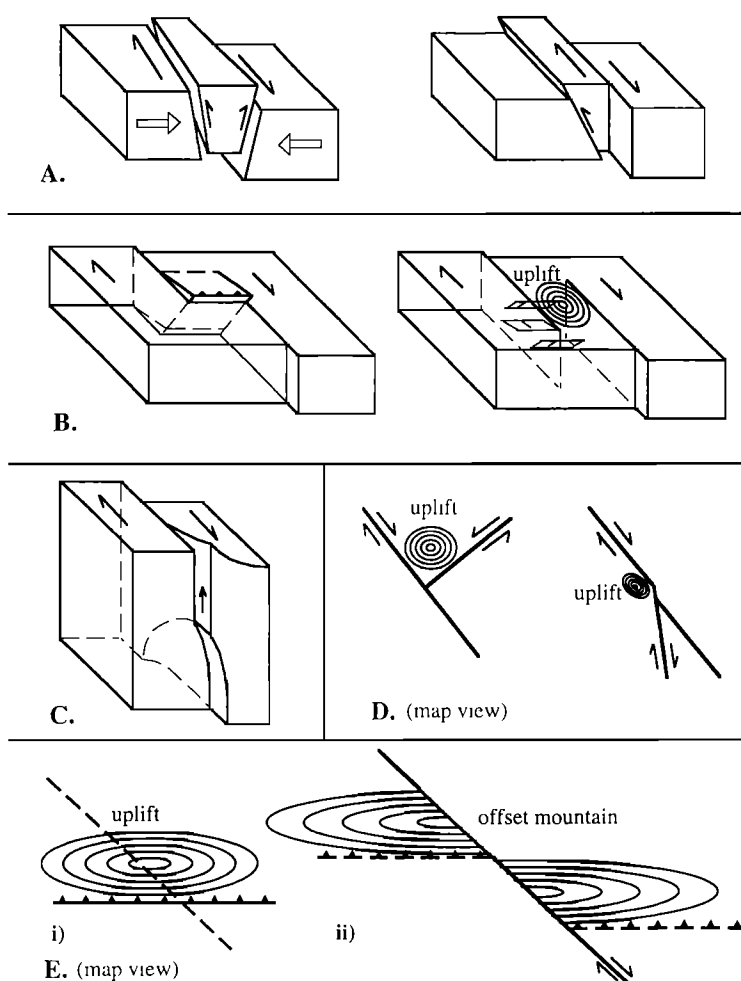 A.
uplift
B.
C.
uplift
uplift
D. (map view)
uplift
offset mountain
i)
ii)
E. (map view)